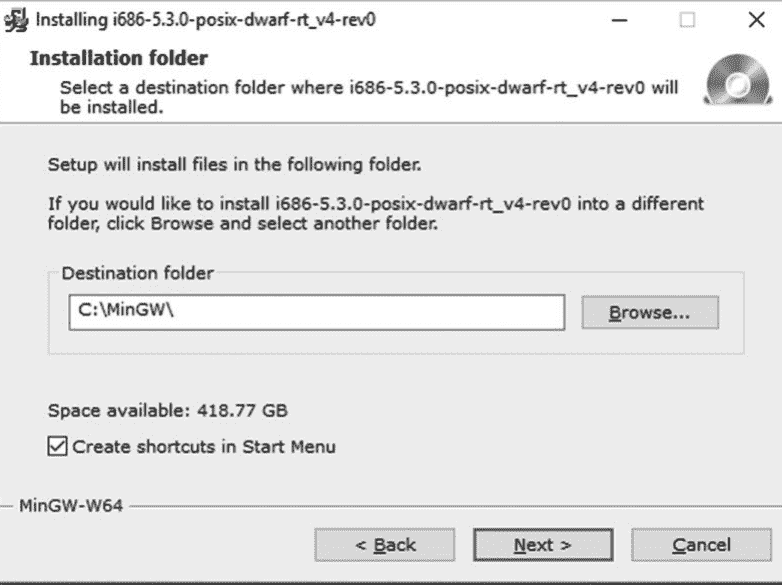 Installing i686-5.3.0-posix-dwarf-rt_v4-rev0
Installation folder
Select a destination folder where i686-5.3.0-posix-dwarf-rt_v4-rev0 will
be installed.
Setup will install files in the following folder.
If you would like to install i686-5.3.0-posix-dwarf-rt_v4-rev0 into a different
folder, click Browse and select another folder.
Destination folder
C:\MinGW\
Browse...
Space available: 418.77 GB
Create shortcuts in Start Menu
MinGW-W64
< Back
Next >
Cancel